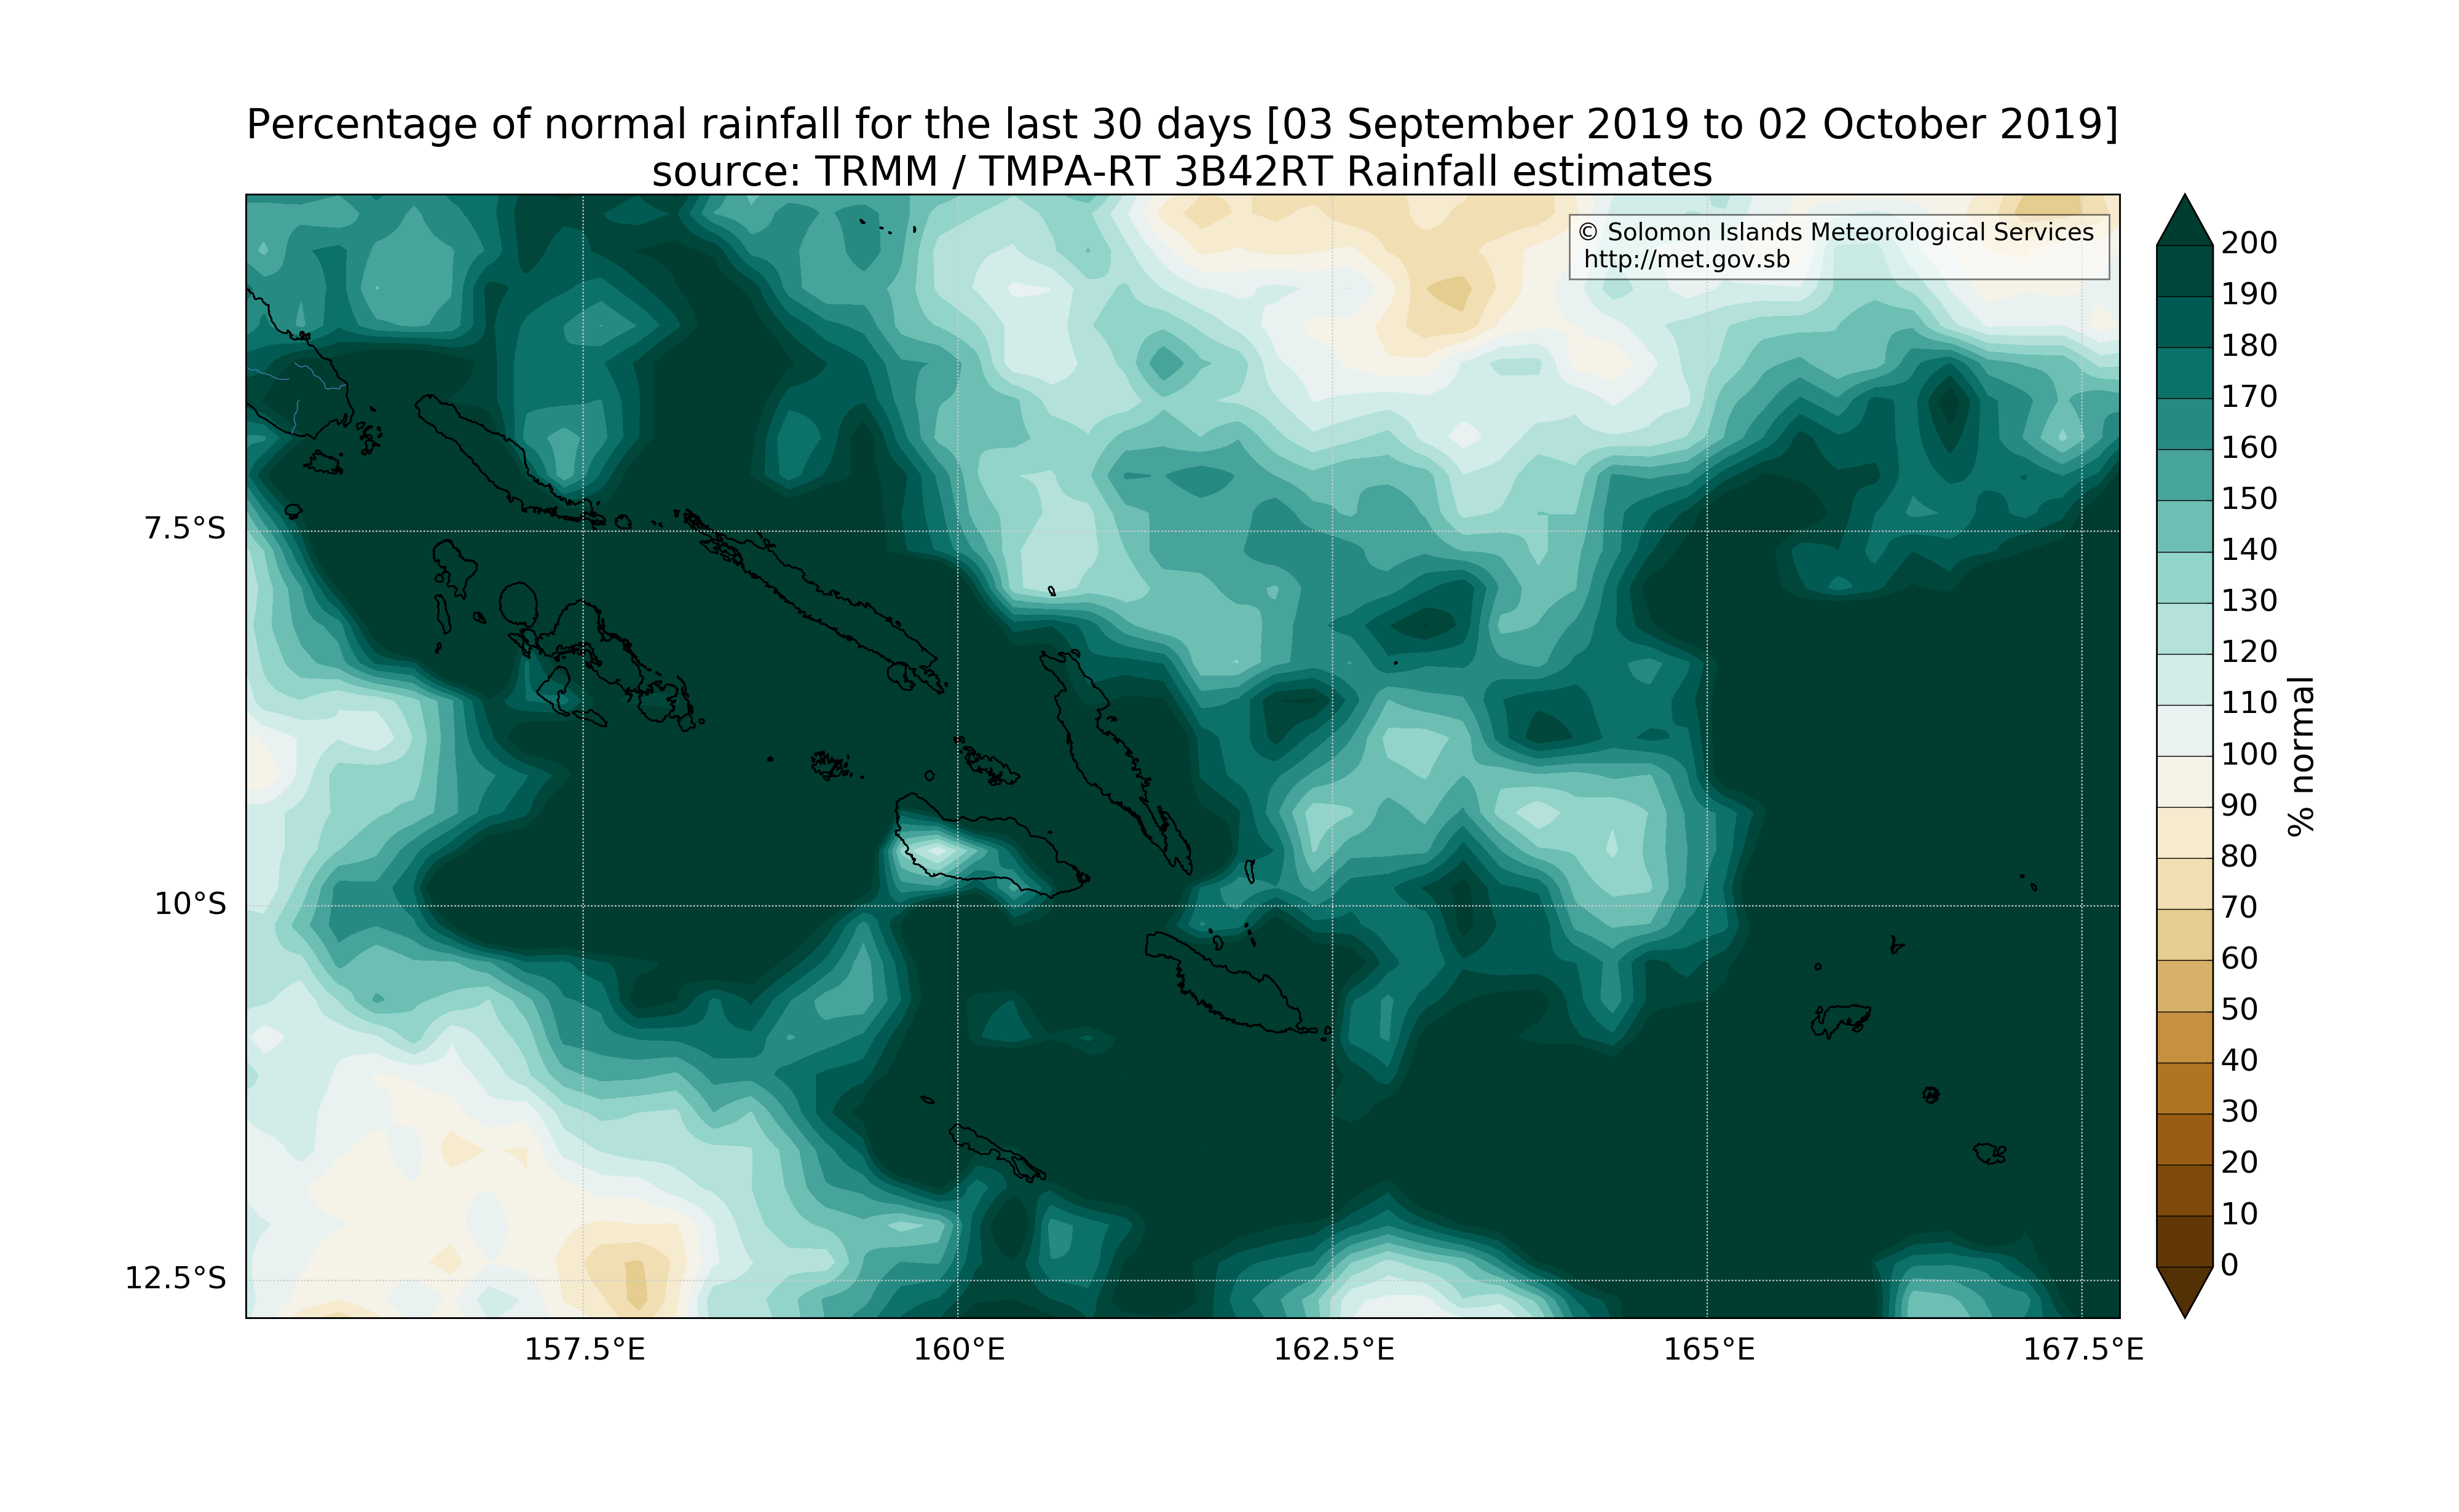 Percentage of normal rainfall for the last 30 days [03 September 2019 to 02 October 2019]
source: TRMM / TMPA-RT 3B42RT Rainfall estimates
© Solomon Islands Meteorological Services
http://met.gov.sb
7.5°S
10°S
12.5°S
157.5°E
160°E
162.5°E
165°E
167.5°E
200
190
180
170
160
150
140
130
120
110
100
90
80
70
60
50
40
30
20
10
0
% normal